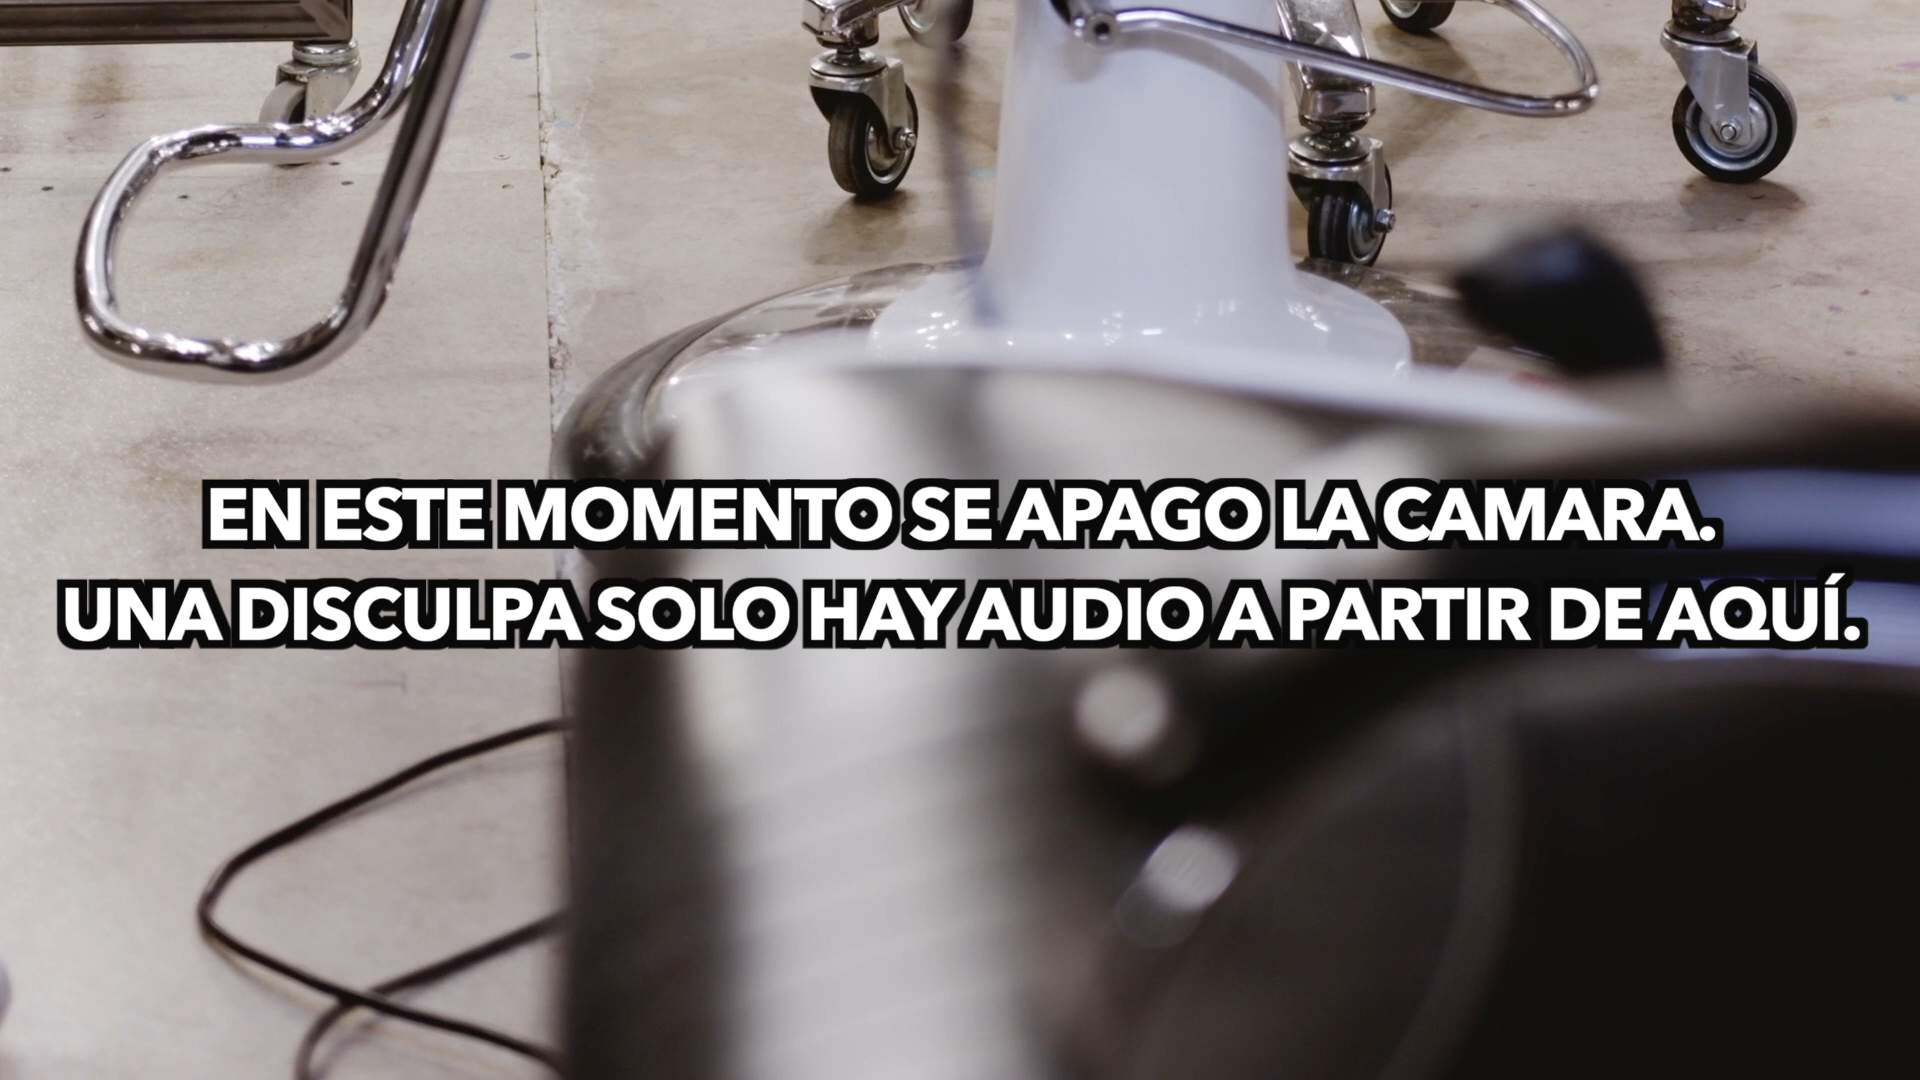 EN ESTE MOMENTO SE APAGO LA CAMARA.
UNA DISCULPA SOLO HAY AUDIO A PARTIR DE AQUÍ.